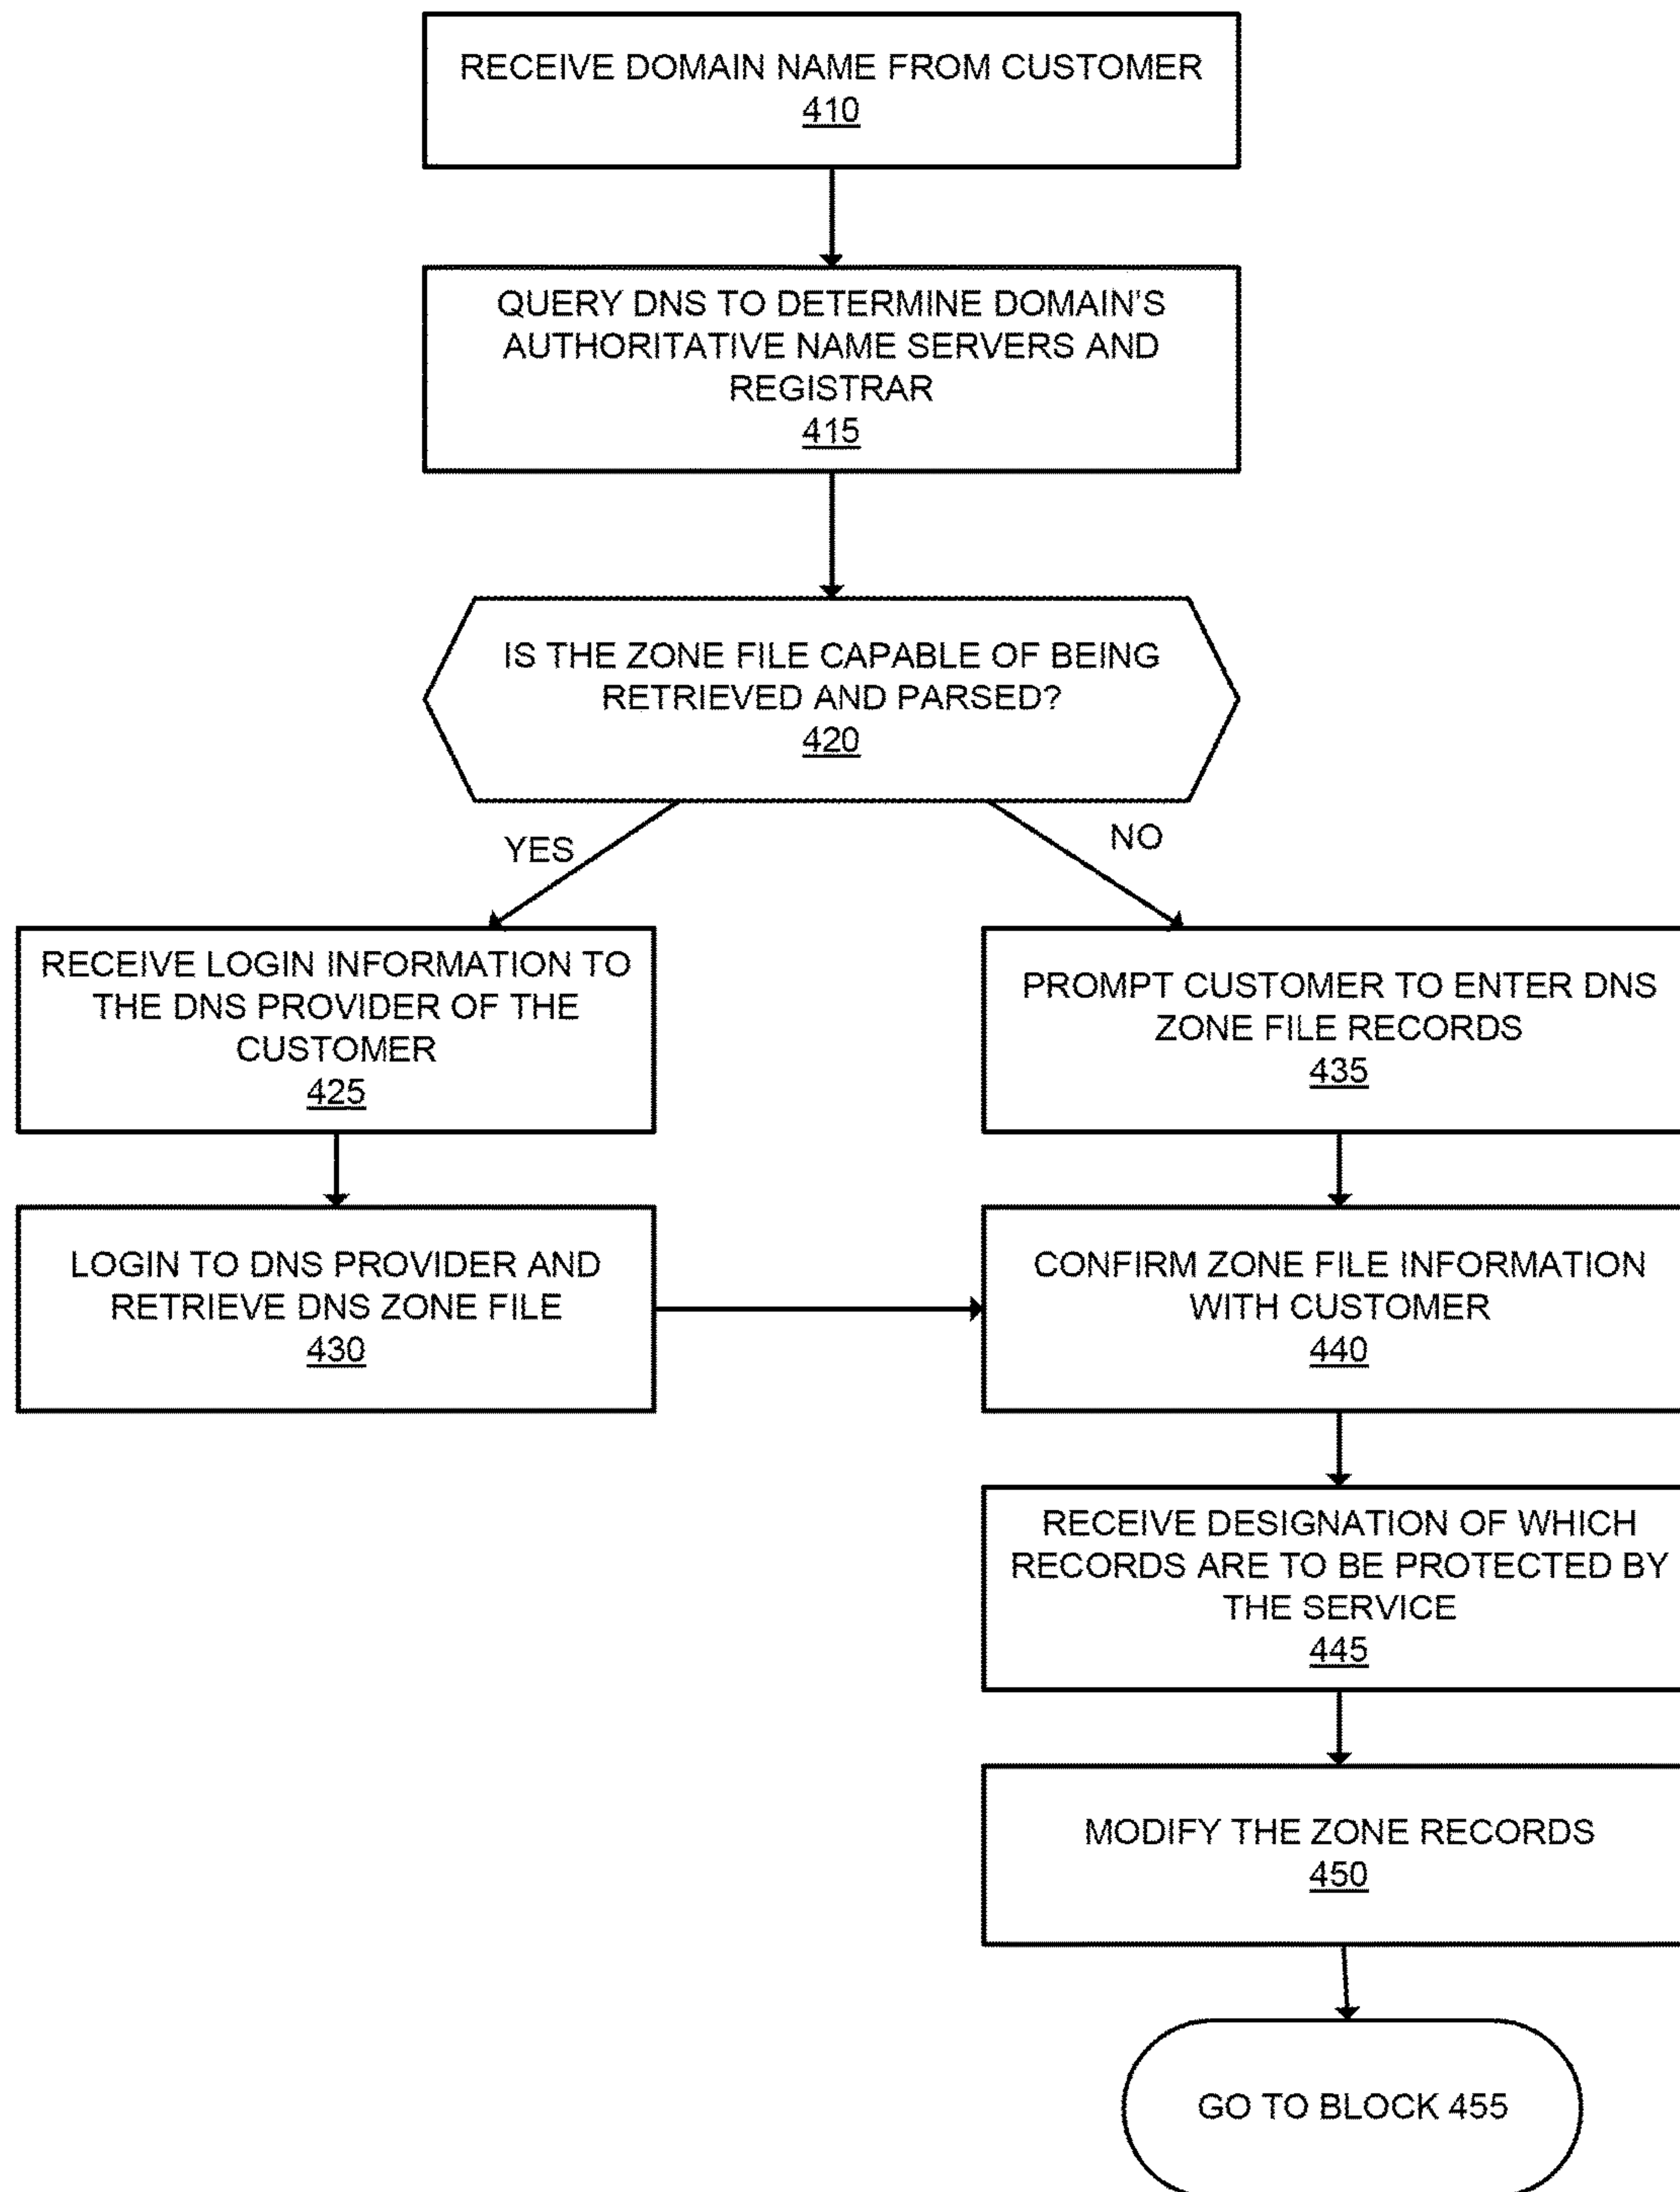 RECEIVE DOMAIN NAME FROM CUSTOMER
410
QUERY DNS TO DETERMINE DOMAIN'S
AUTHORITATIVE NAME SERVERS AND
REGISTRAR
415
IS THE ZONE FILE CAPABLE OF BEING
RETRIEVED AND PARSED?
420
YES
NO
RECEIVE LOGIN INFORMATION TO
THE DNS PROVIDER OF THE
CUSTOMER
425
PROMPT CUSTOMER TO ENTER DNS
ZONE FILE RECORDS
435
LOGIN TO DNS PROVIDER AND
RETRIEVE DNS ZONE FILE
430
CONFIRM ZONE FILE INFORMATION
WITH CUSTOMER
440
RECEIVE DESIGNATION OF WHICH
RECORDS ARE TO BE PROTECTED BY
THE SERVICE
445
MODIFY THE ZONE RECORDS
450
GO TO BLOCK 455